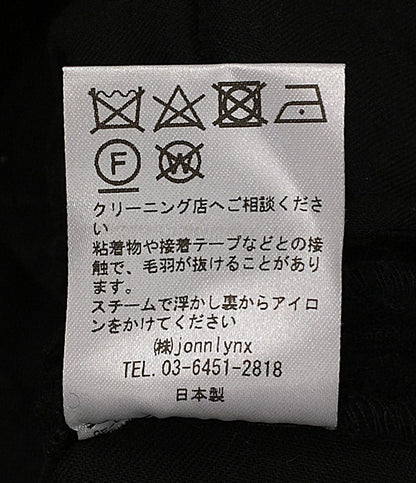 F
W
クリーニング店へご相談くださ
い
粘着物や接着テープなどとの接
触で、毛羽が抜けることがあり
ます。
スチームで浮かし裏からアイロ
ンをかけてください
㈱jonnlynx
TEL. 03-6451-2818
日本製